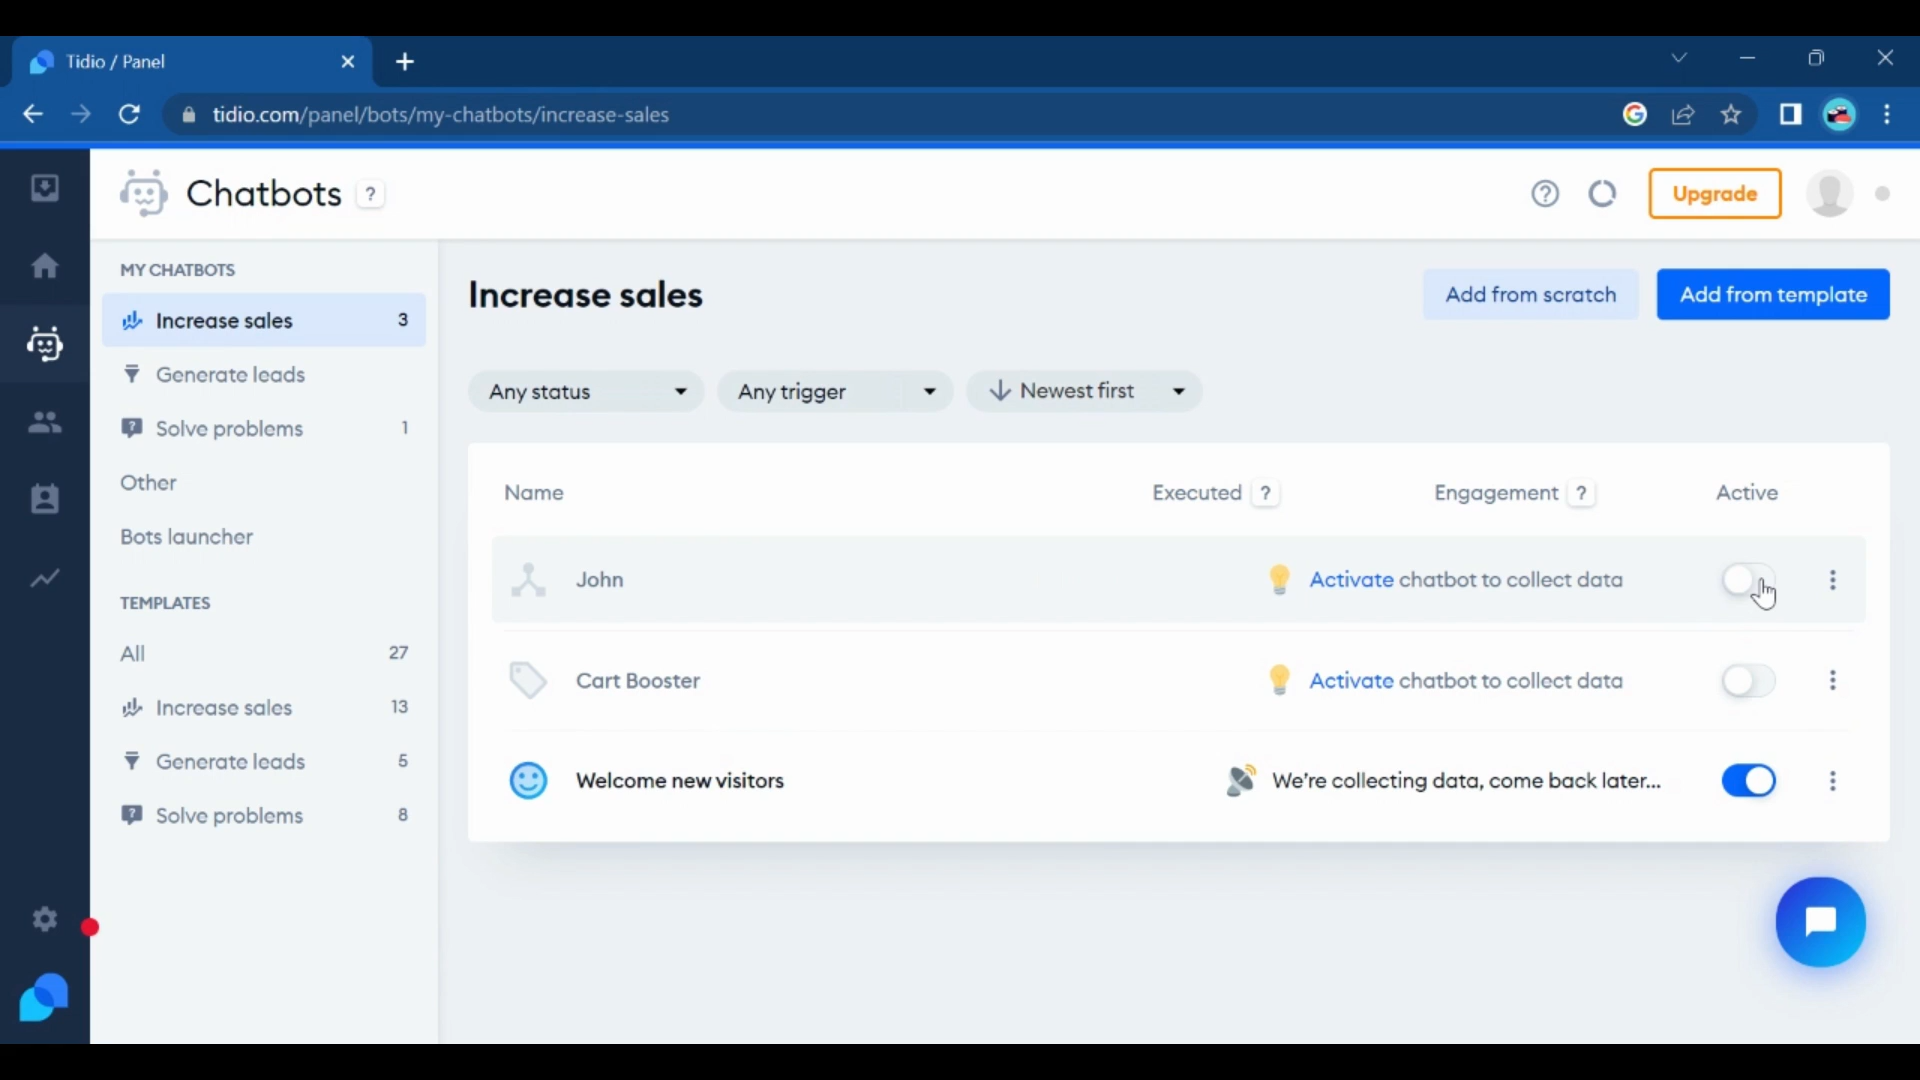 Tidio / Panel
tidio.com/panel/bots/my-chatbots/increase-sales
Chatbots ?
Upgrade
MY CHATBOTS
Increase sales 3
Generate leads
Solve problems 1
Other
Bots launcher
TEMPLATES
All 27
Increase sales 13
Generate leads 5
Solve problems 8
Increase sales
Add from scratch
Add from template
Any status
Any trigger
Newest first
Name Executed ? Engagement ? Active
John Activate chatbot to collect data
Cart Booster Activate chatbot to collect data
Welcome new visitors We're collecting data, come back later...